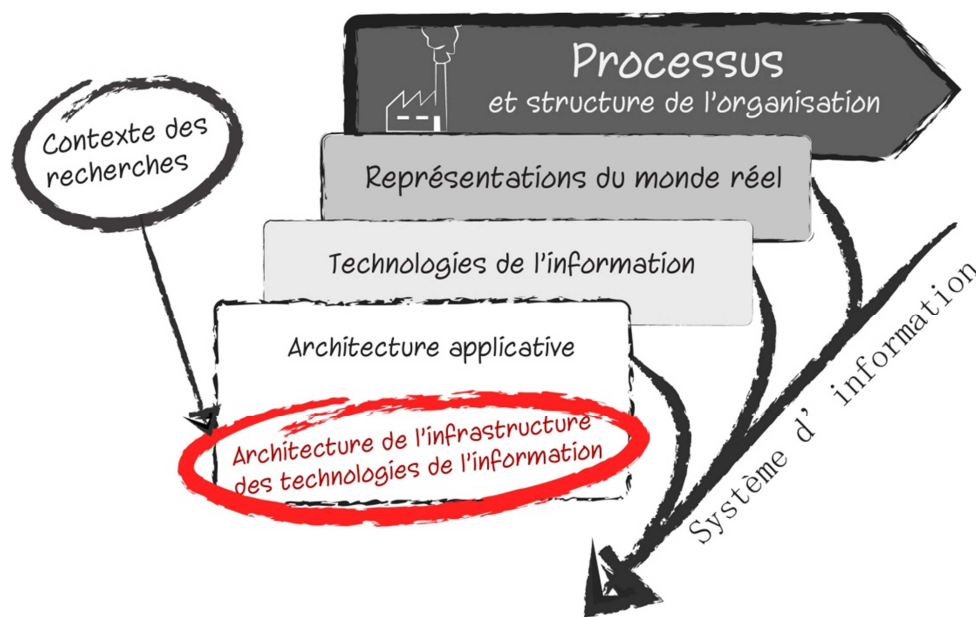 Processus
et structure de l'organisation
Contexte des
recherches
Représentations du monde réel
Technologies de l'information
Architecture applicative
Architecture de l'infrastructure
des technologies de l'information
Système d' information